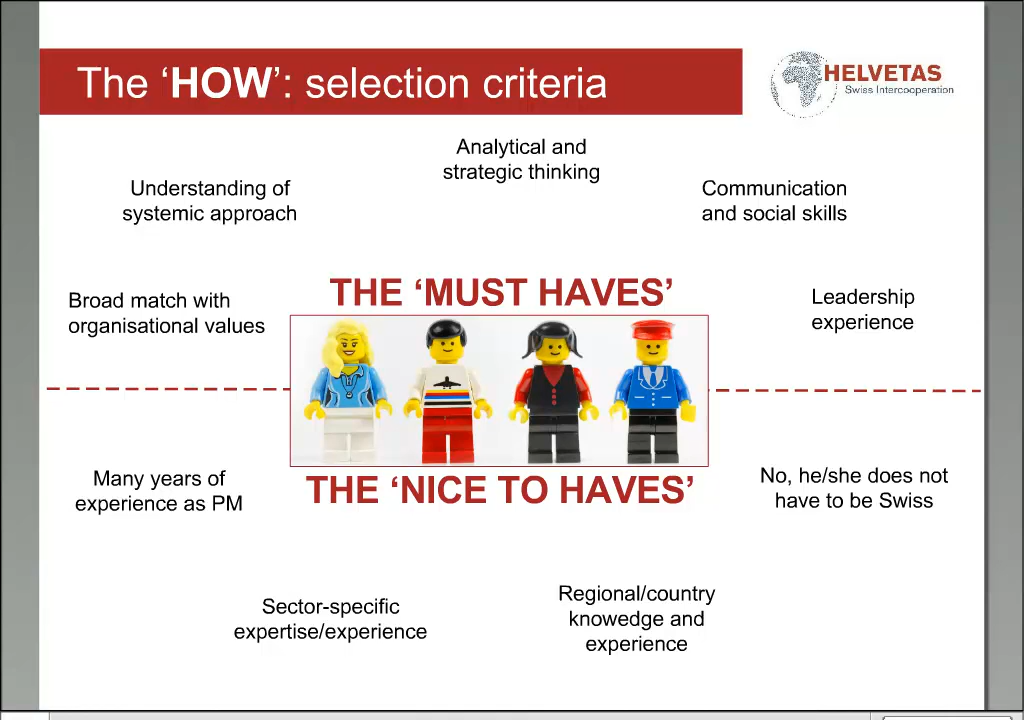 The ‘HOW’: selection criteria
HELVETAS
Swiss Intercooperation
Analytical and
strategic thinking
Understanding of
systemic approach
Communication
and social skills
Broad match with
organisational values
THE ‘MUST HAVES’
Leadership
experience
Many years of
experience as PM
THE ‘NICE TO HAVES’
No, he/she does not
have to be Swiss
Sector-specific
expertise/experience
Regional/country
knowedge and
experience